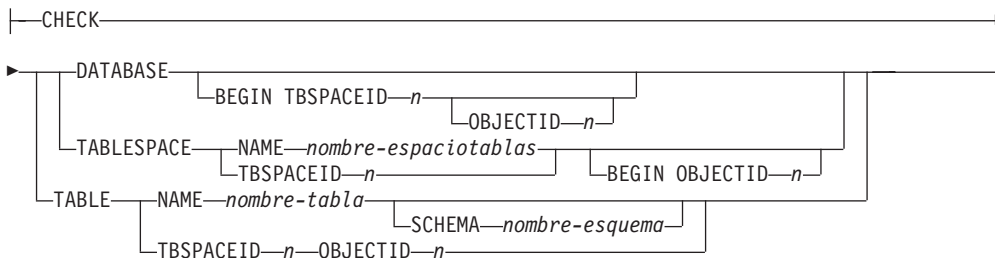 CHECK
DATABASE
BEGIN TBSPACEID n
OBJECTID n
TABLESPACE NAME nombre-espaciotablas
TBSPACEID n BEGIN OBJECTID n
TABLE NAME nombre-tabla
SCHEMA nombre-esquema
TBSPACEID n OBJECTID n